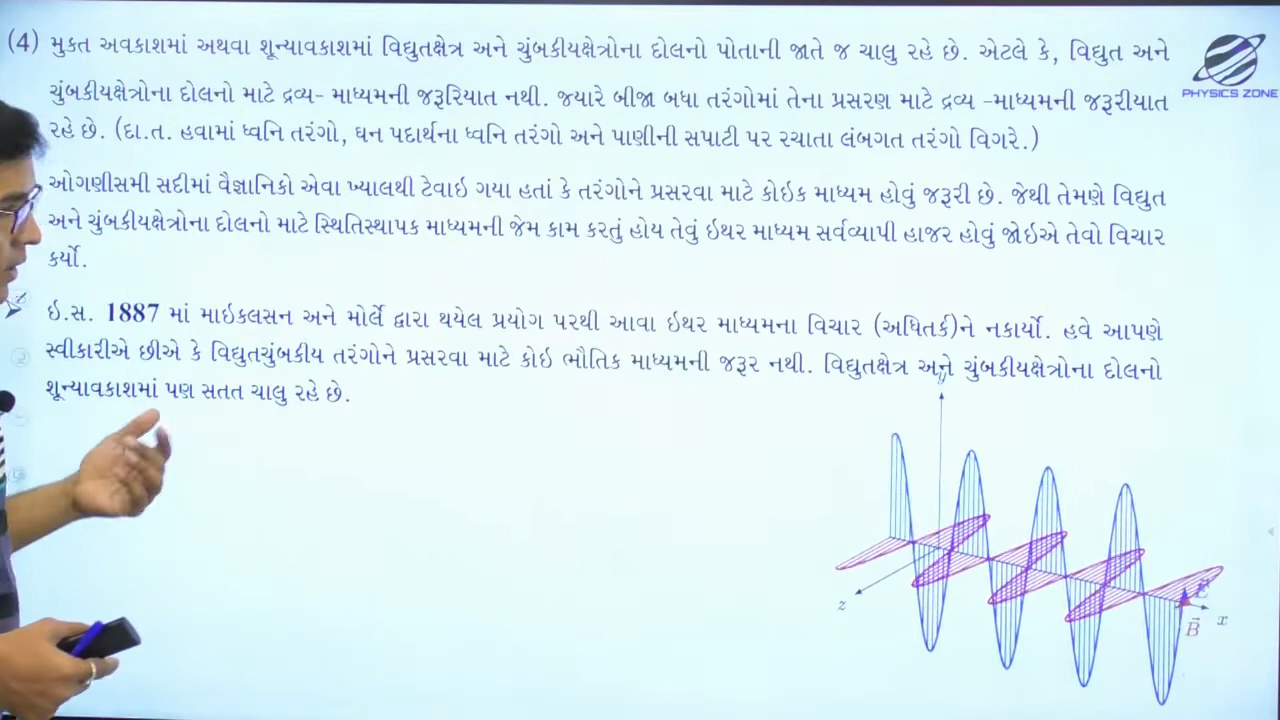 (4) મુકત અવકાશમાં અથવા શૂન્યાવકાશમાં વિદ્યુતક્ષેત્ર અને ચુંબકીયક્ષેત્રોના દોલનો પોતાની જાતે જ ચાલુ રહે છે. એટલે કે, વિદ્યુત અને
ચુંબકીયક્ષેત્રોના દોલનો માટે દ્રવ્ય- માધ્યમની જરૂરિયાત નથી. જયારે બીજા બધા તરંગોમાં તેના પ્રસરણ માટે દ્રવ્ય -માધ્યમની જરૂરીયાત
રહે છે. (દા.ત. હવામાં ધ્વનિ તરંગો, ઘન પદાર્થના ધ્વનિ તરંગો અને પાણીની સપાટી પર રચાતા લંબગત તરંગો વિગરે.)
ઓગણીસમી સદીમાં વૈજ્ઞાનિકો એવા ખ્યાલથી ટેવાઇ ગયા હતાં કે તરંગોને પ્રસરવા માટે કોઇક માધ્યમ હોવું જરૂરી છે. જેથી તેમણે વિદ્યુત
અને ચુંબકીયક્ષેત્રોના દોલનો માટે સ્થિતિસ્થાપક માધ્યમની જેમ કામ કરતું હોય તેવું ઇથર માધ્યમ સર્વવ્યાપી હાજર હોવું જોઇએ તેવો વિચાર
કર્યો.
ઇ.સ. 1887 માં માઇકલસન અને મોર્લે દ્વારા થયેલ પ્રયોગ પરથી આવા ઇથર માધ્યમના વિચાર (અધિતર્ક)ને નકાર્યો. હવે આપણે
સ્વીકારીએ છીએ કે વિદ્યુતચુંબકીય તરંગોને પ્રસરવા માટે કોઇ ભૌતિક માધ્યમની જરૂર નથી. વિદ્યુતક્ષેત્ર અને ચુંબકીયક્ષેત્રોના દોલનો
શૂન્યાવકાશમાં પણ સતત ચાલુ રહે છે.
PHYSICS ZONE
y
z
x
B